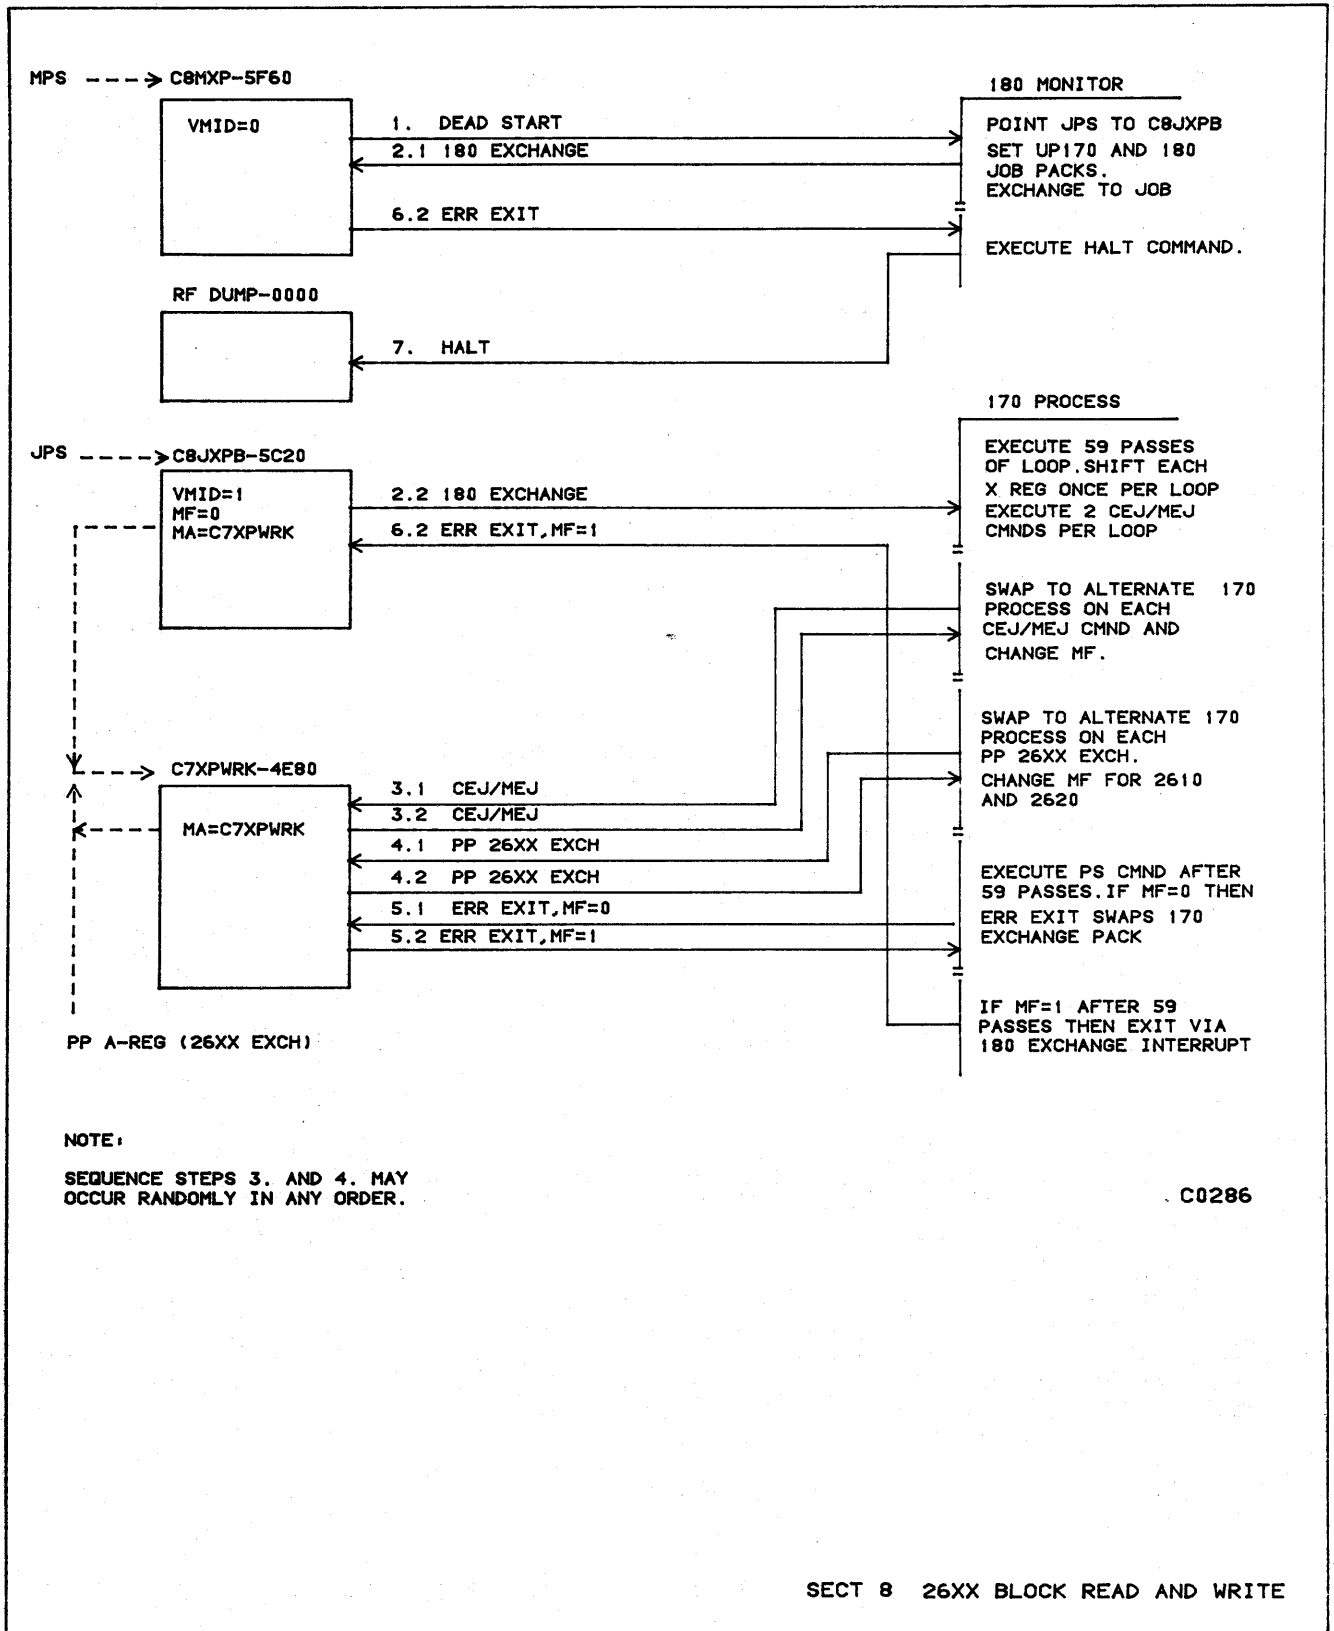 MPS C8MXP-5F60
VMID=0
1. DEAD START
2.1 180 EXCHANGE
6.2 ERR EXIT
180 MONITOR
POINT JPS TO C8JXPB
SET UP170 AND 180
JOB PACKS.
EXCHANGE TO JOB
EXECUTE HALT COMMAND.
RF DUMP-0000
7. HALT
170 PROCESS
JPS C8JXPB-5C20
VMID=1
MF=0
MA=C7XPWRK
2.2 180 EXCHANGE
6.2 ERR EXIT,MF=1
EXECUTE 59 PASSES
OF LOOP.SHIFT EACH
X REG ONCE PER LOOP
EXECUTE 2 CEJ/MEJ
CMNDS PER LOOP
SWAP TO ALTERNATE 170
PROCESS ON EACH
CEJ/MEJ CMND AND
CHANGE MF.
SWAP TO ALTERNATE 170
PROCESS ON EACH
PP 26XX EXCH.
CHANGE MF FOR 2610
AND 2620
C7XPWRK-4E80
MA=C7XPWRK
3.1 CEJ/MEJ
3.2 CEJ/MEJ
4.1 PP 26XX EXCH
4.2 PP 26XX EXCH
5.1 ERR EXIT,MF=0
5.2 ERR EXIT,MF=1
EXECUTE PS CMND AFTER
59 PASSES.IF MF=0 THEN
ERR EXIT SWAPS 170
EXCHANGE PACK
IF MF=1 AFTER 59
PASSES THEN EXIT VIA
180 EXCHANGE INTERRUPT
PP A-REG (26XX EXCH)
NOTE:
SEQUENCE STEPS 3. AND 4. MAY
OCCUR RANDOMLY IN ANY ORDER.
C0286
SECT 8 26XX BLOCK READ AND WRITE